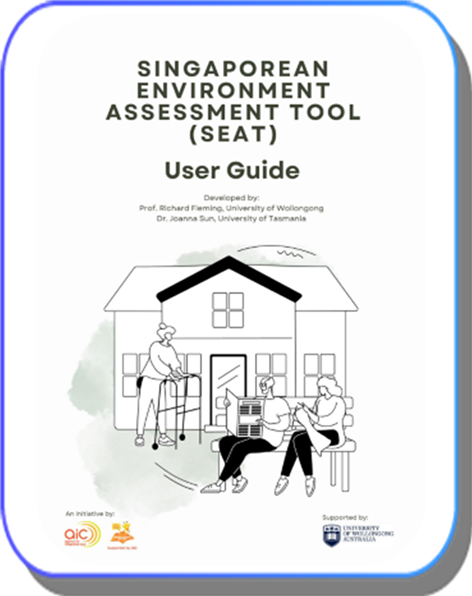 SINGAPOREAN
ENVIRONMENT
ASSESSMENT TOOL
(SEAT)
User Guide
Developed by:
Prof. Richard Fleming, University of Wollongong
Dr. Joanna Sun, University of Tasmania
An Initiative by:
Supported by:
aic
UNIVERSITY
OF WOLLONGONG
AUSTRALIA